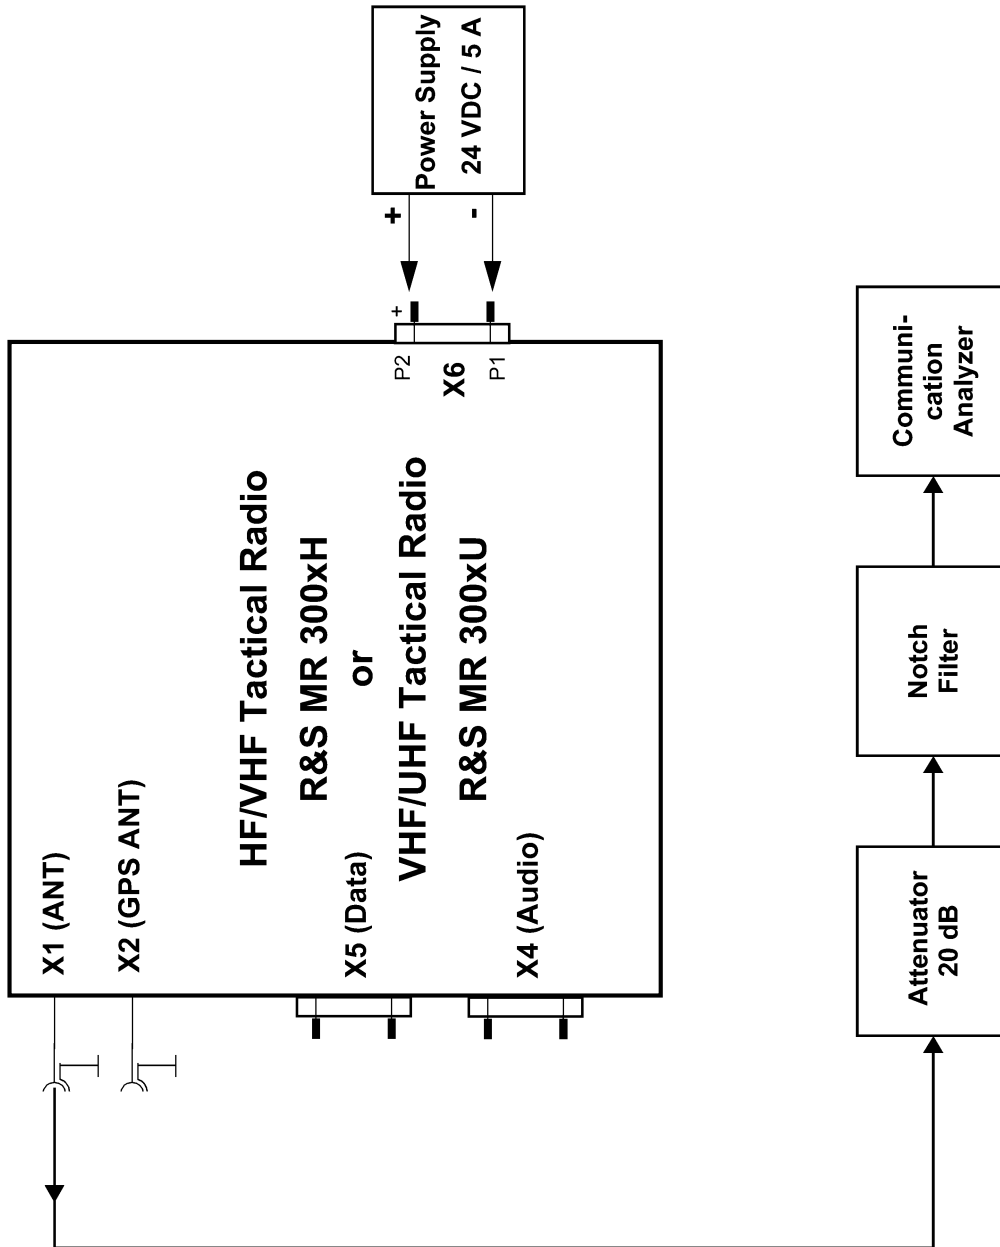 Power Supply
24 VDC / 5 A
+
-
+
P2
X6
P1
HF/VHF Tactical Radio
R&S MR 300xH
or
VHF/UHF Tactical Radio
R&S MR 300xU
X1 (ANT)
X2 (GPS ANT)
X5 (Data)
X4 (Audio)
Attenuator
20 dB
Notch
Filter
Communi-
cation
Analyzer